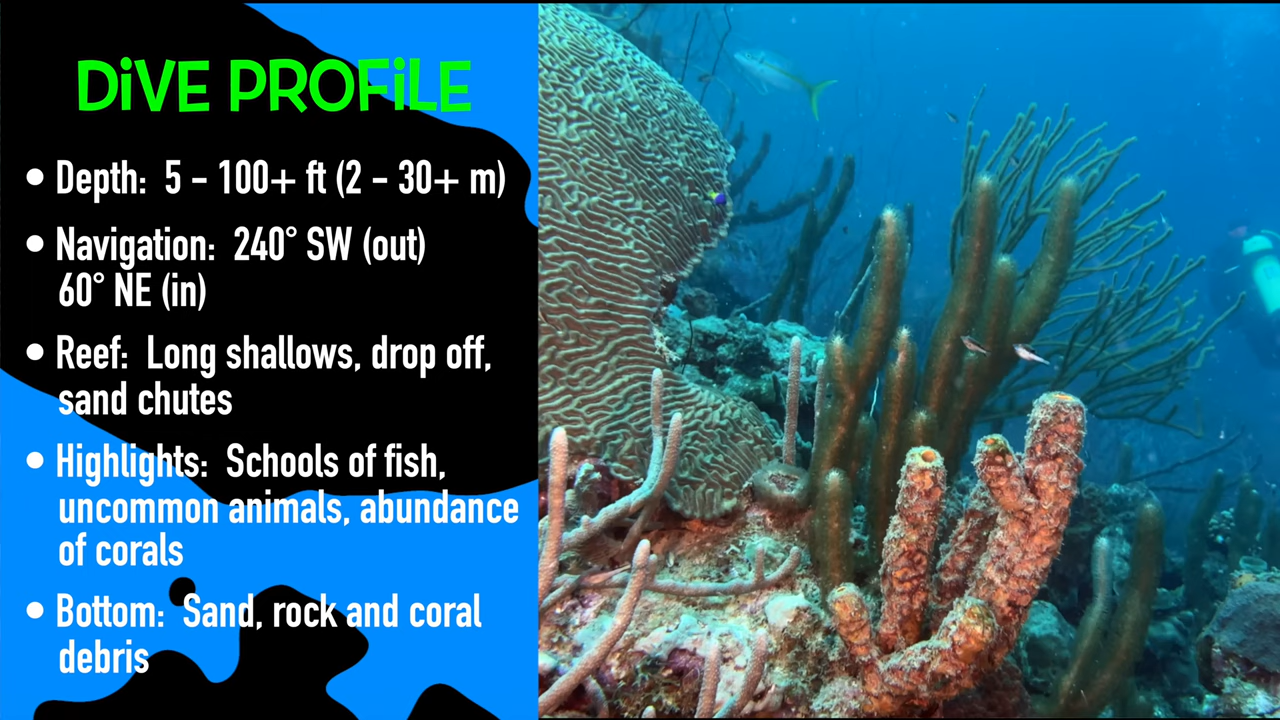 DiVE PROFiLE
• Depth: 5 – 100+ ft (2 – 30+ m)
• Navigation: 240° SW (out)
60° NE (in)
• Reef: Long shallows, drop off,
sand chutes
• Highlights: Schools of fish,
uncommon animals, abundance
of corals
• Bottom: Sand, rock and coral
debris